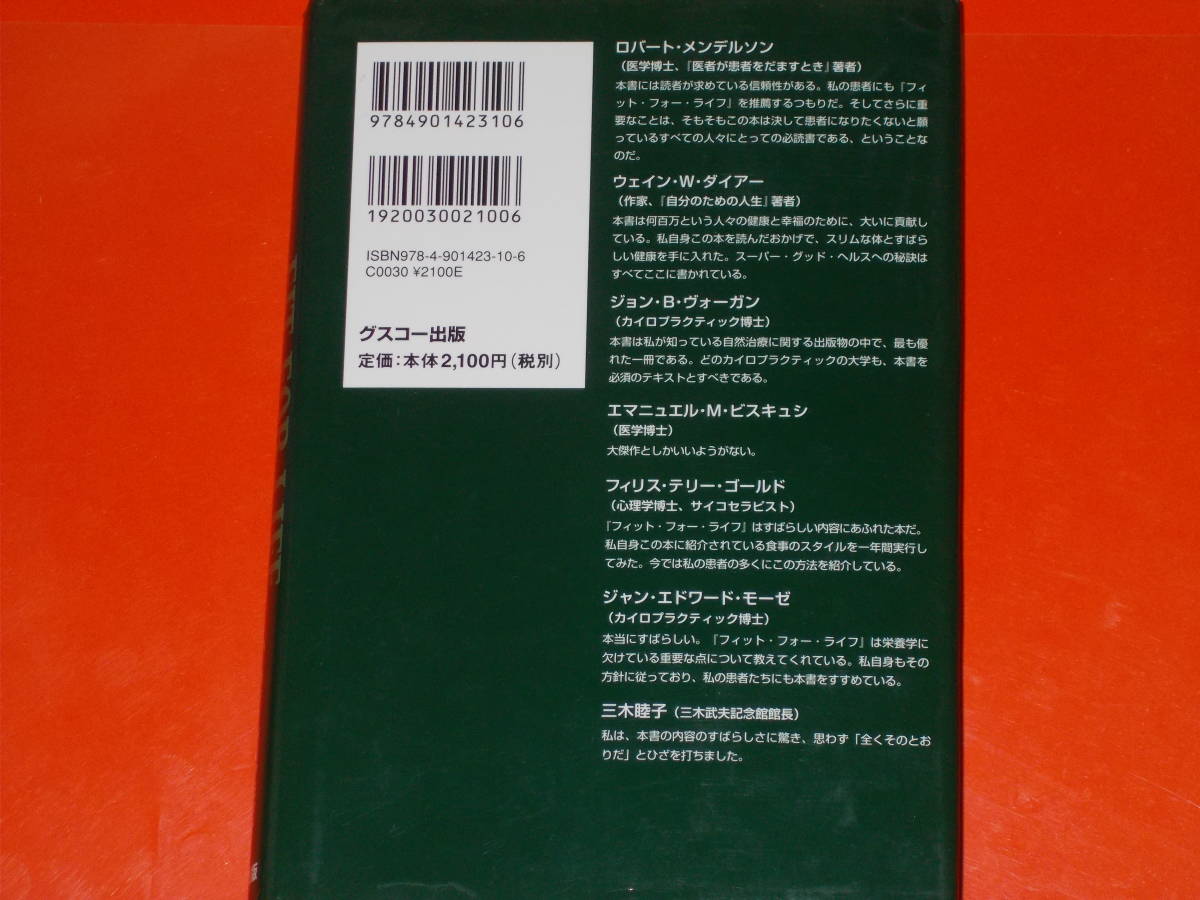 9784901423106
1920030021006
ISBN978-4-901423-10-6
C0030 ¥2100E
グスコー出版
定価：本体2,100円（税別）
ロバート・メンデルソン
（医学博士、『医者が患者をだますとき』著者）
本書には読者が求めている信頼性がある。私の患者にも『フィ
ット・フォー・ライフ』を推薦するつもりだ。そしてさらに重
要なことは、そもそもこの本は決して患者になりたくないと願
っているすべての人々にとっての必読書である、ということな
のだ。
ウェイン・W・ダイアー
（作家、『自分のための人生』著者）
本書は何百万という人々の健康と幸福のために、大いに貢献し
ている。私自身この本を読んだおかげで、スリムな体とすばら
しい健康を手に入れた。スーパー・グッド・ヘルスへの秘訣は
すべてここに書かれている。
ジョン・B・ヴォーガン
（カイロプラクティック博士）
本書は私が知っている自然治療に関する出版物の中で、最も優
れた一冊である。どのカイロプラクティックの大学も、本書を
必須のテキストとすべきである。
エマニュエル・M・ビスキュシ
（医学博士）
大傑作としかいいようがない。
フィリス・テリー・ゴールド
（心理学博士、サイコセラピスト）
『フィット・フォー・ライフ』はすばらしい内容にあふれた本だ。
私自身この本に紹介されている食事のスタイルを一年間実行し
てみた。今では私の患者の多くにこの方法を紹介している。
ジャン・エドワード・モーゼ
（カイロプラクティック博士）
本当にすばらしい。『フィット・フォー・ライフ』は栄養学に
欠けている重要な点について教えてくれている。私自身もその
方針に従っており、私の患者たちにも本書をすすめている。
三木睦子（三木武夫記念館館長）
私は、本書の内容のすばらしさに驚き、思わず「全くそのとお
りだ」とひざを打ちました。
FIT FOR LIFE
版